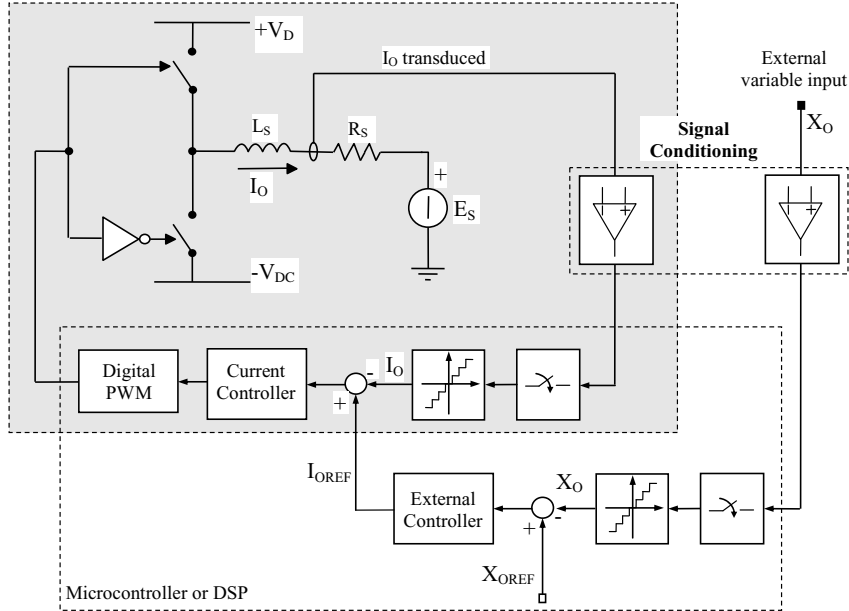 +V_D
I_O transduced
External
variable input
X_O
L_S
R_S
Signal
Conditioning
I_O
+
E_S
-V_DC
Digital
PWM
Current
Controller
-
I_O
+
I_OREF
External
Controller
X_O
+
-
X_OREF
Microcontroller or DSP